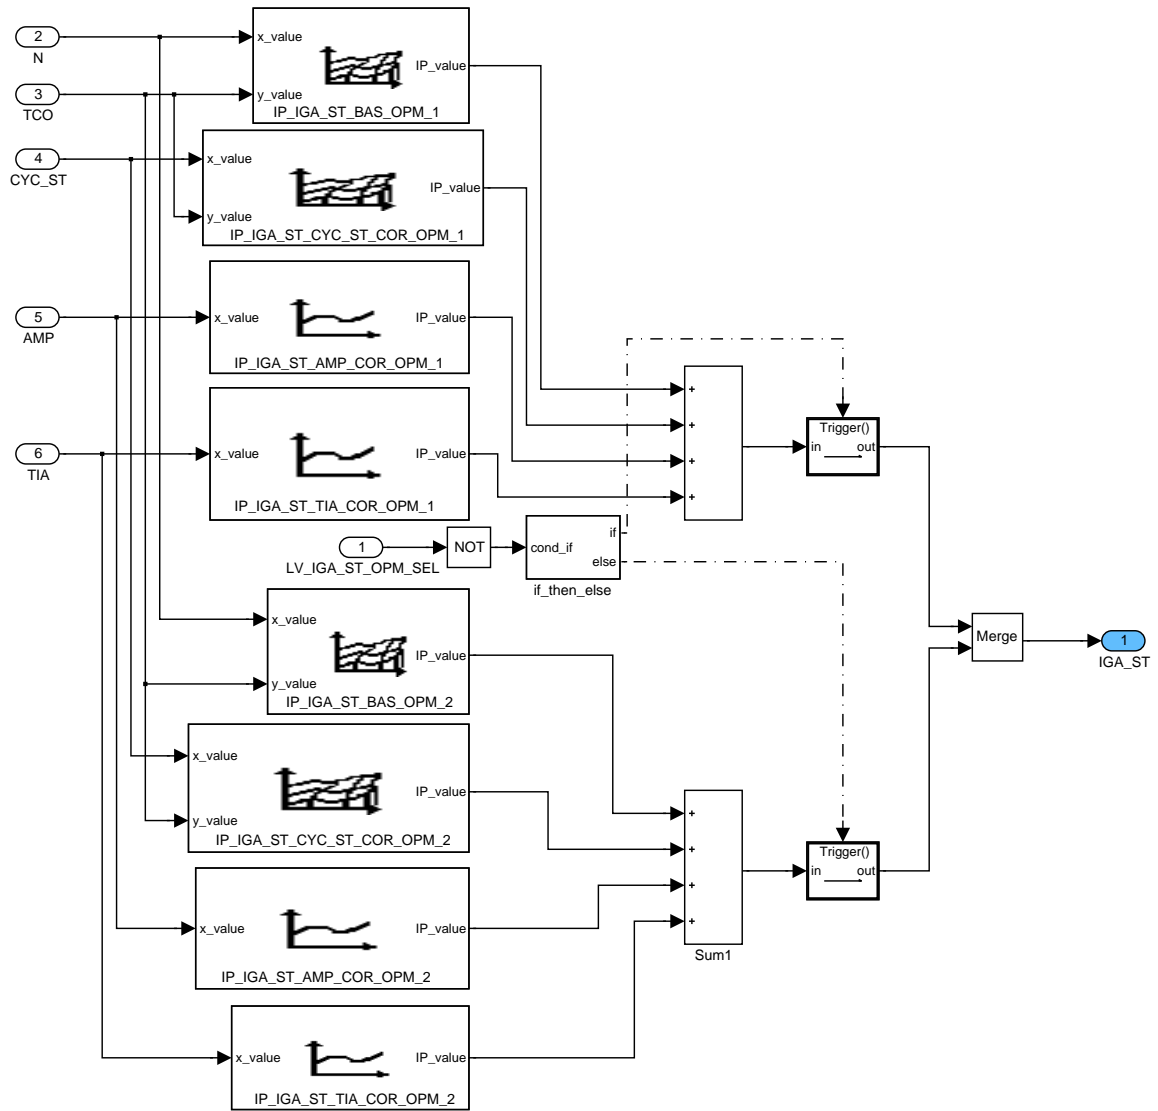 2
N
x_value
IP_value
y_value
IP_IGA_ST_BAS_OPM_1
3
TCO
4
CYC_ST
x_value
IP_value
y_value
IP_IGA_ST_CYC_ST_COR_OPM_1
5
AMP
x_value
IP_value
IP_IGA_ST_AMP_COR_OPM_1
6
TIA
x_value
IP_value
IP_IGA_ST_TIA_COR_OPM_1
+
+
+
+
Trigger()
in
out
1
LV_IGA_ST_OPM_SEL
NOT
cond_if
if
else
if_then_else
x_value
IP_value
y_value
IP_IGA_ST_BAS_OPM_2
Merge
1
IGA_ST
x_value
IP_value
y_value
IP_IGA_ST_CYC_ST_COR_OPM_2
+
+
+
+
Sum1
Trigger()
in
out
x_value
IP_value
IP_IGA_ST_AMP_COR_OPM_2
x_value
IP_value
IP_IGA_ST_TIA_COR_OPM_2